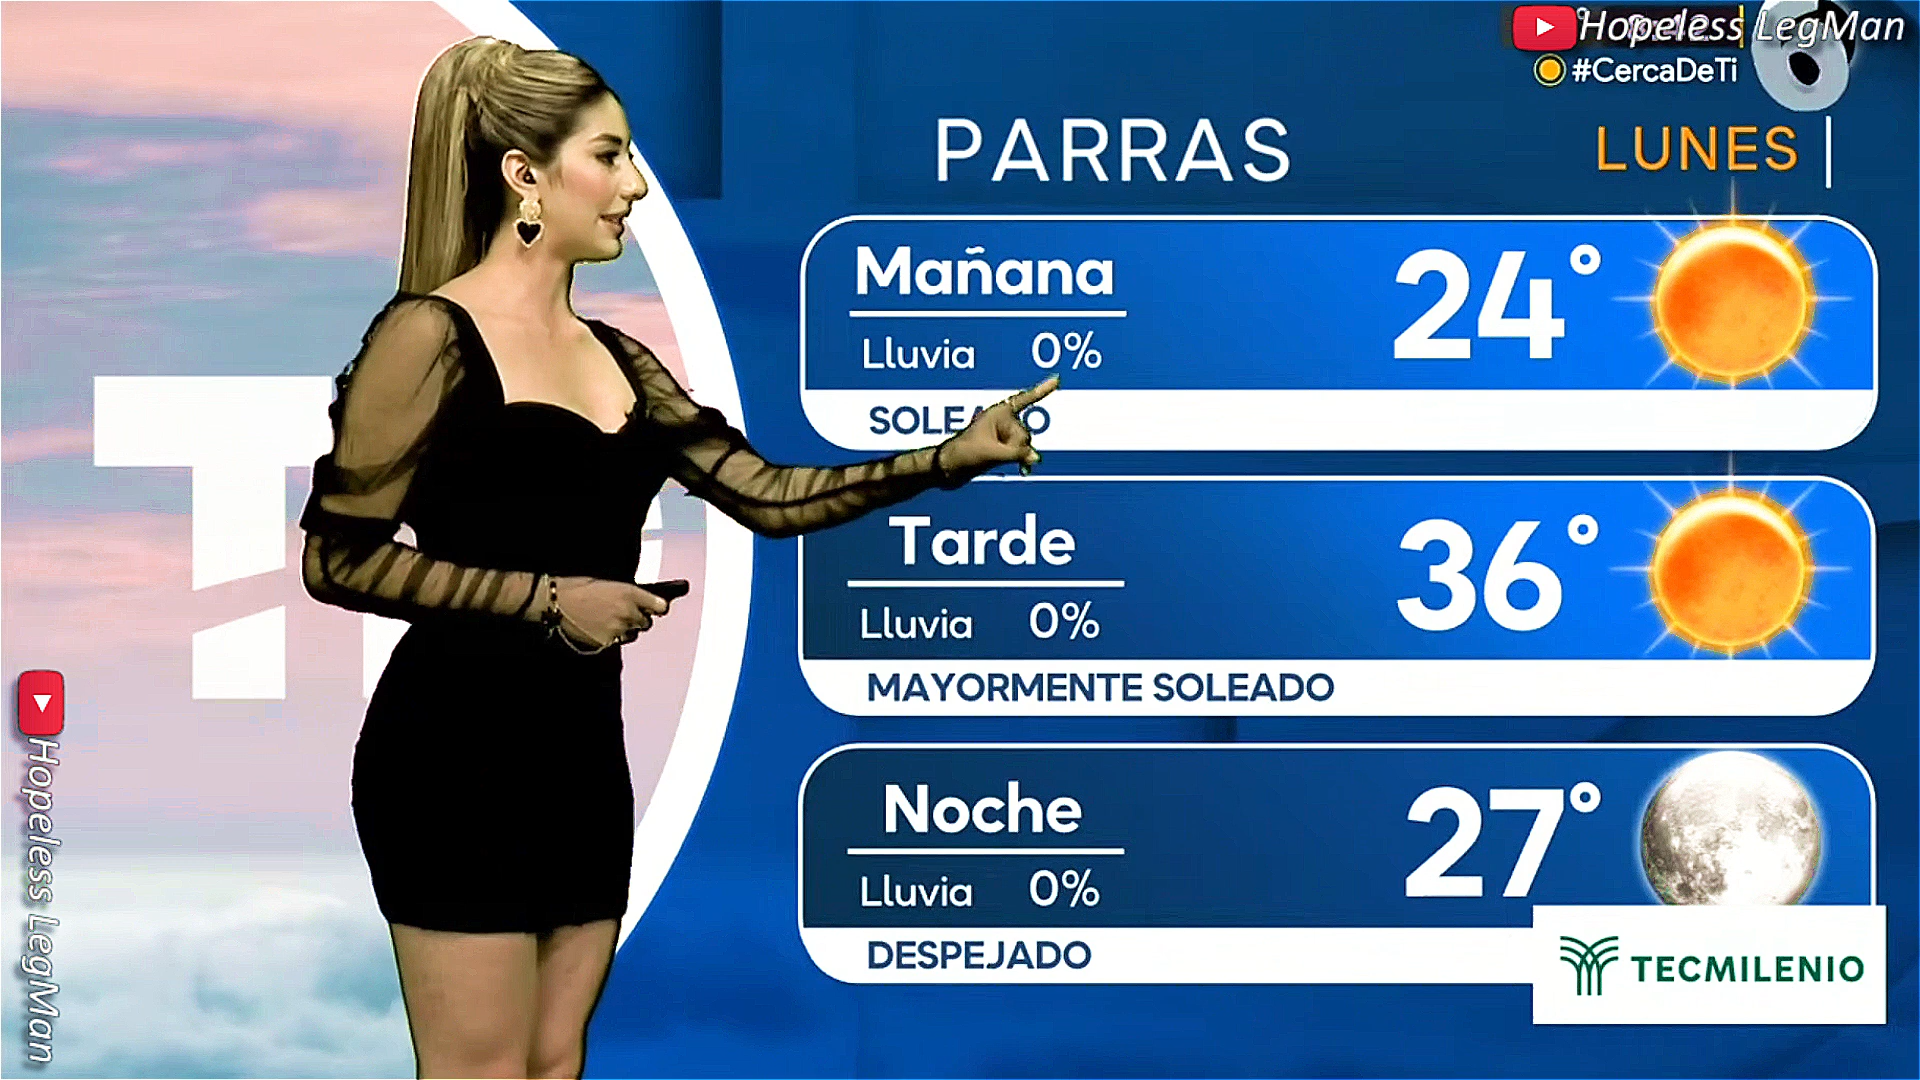 Hopeless LegMan
#CercaDeTi
PARRAS
LUNES
Mañana
24°
Lluvia 0%
Tarde
36°
Lluvia 0%
MAYORMENTE SOLEADO
Noche
27°
Lluvia 0%
DESPEJADO
TECMILENIO
Hopeless LegMan